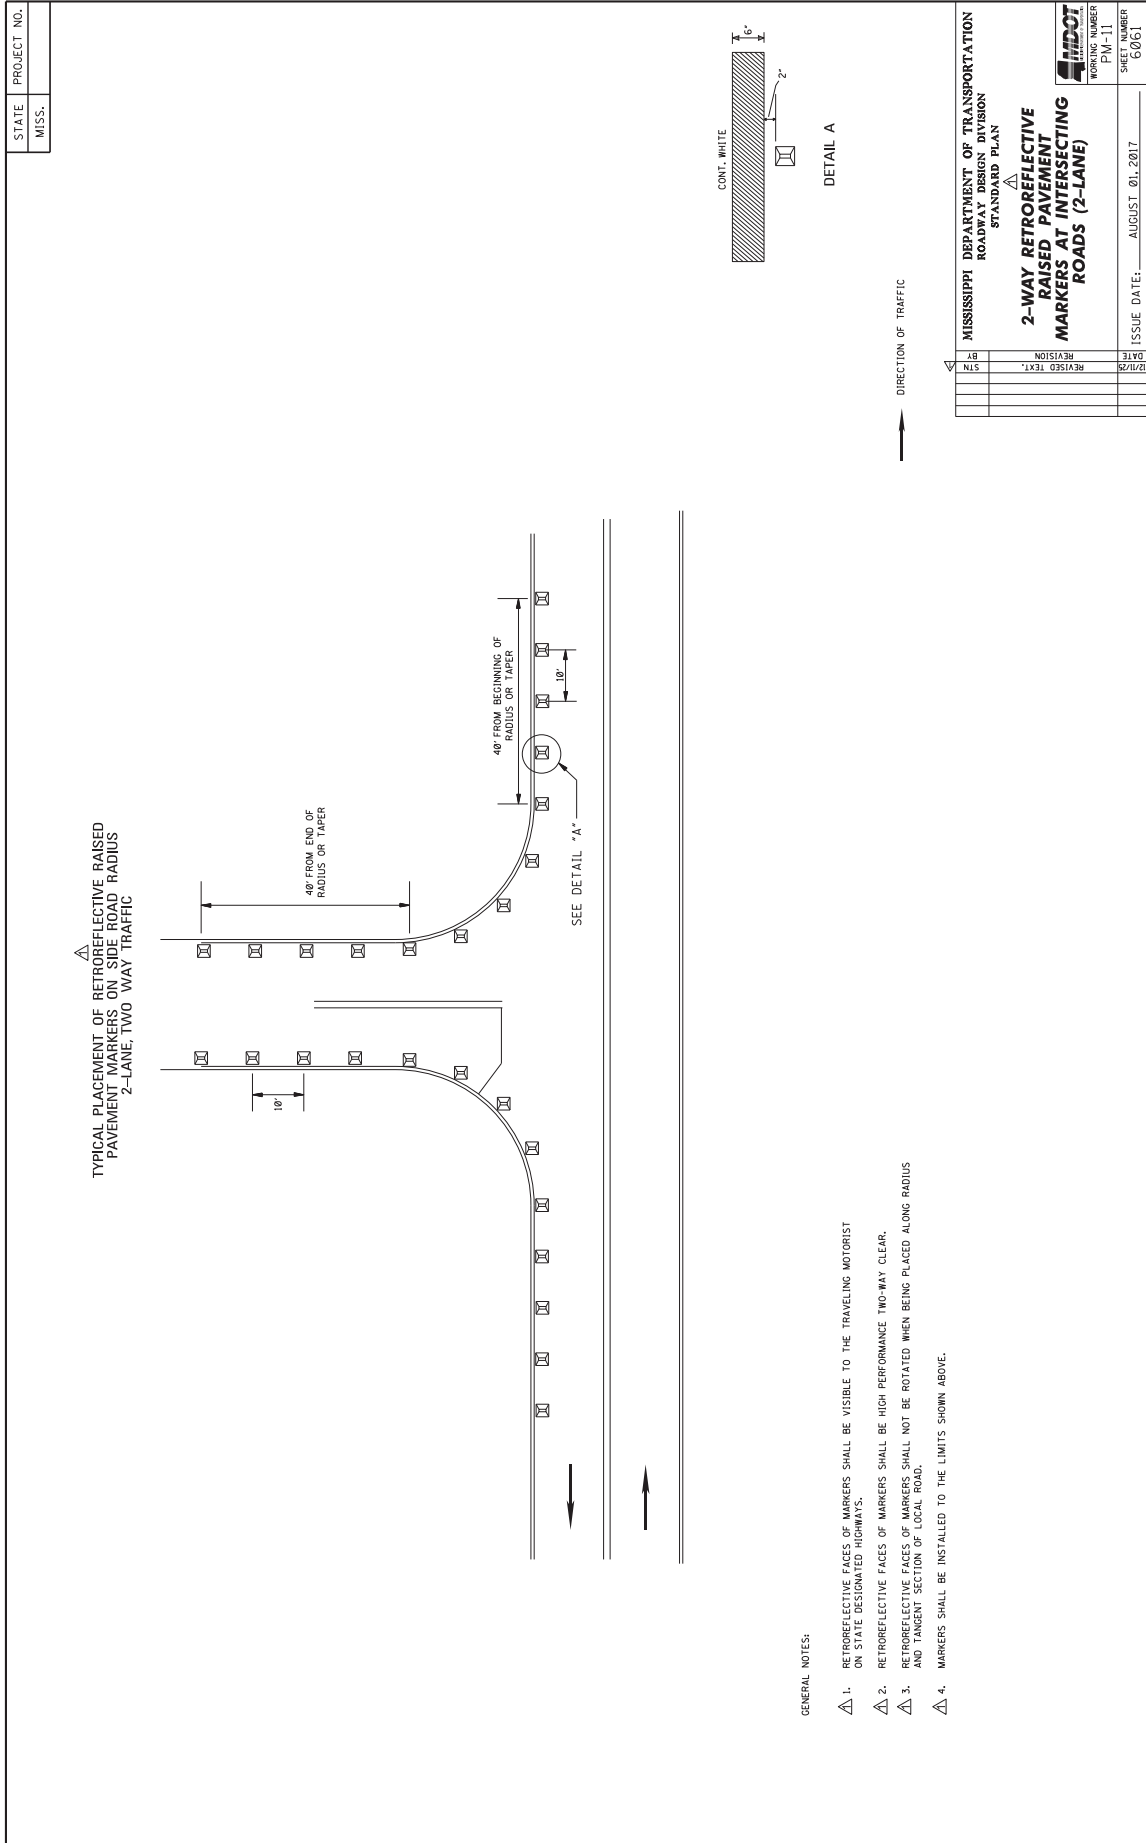 STATE PROJECT NO.
MISS.
TYPICAL PLACEMENT OF RETROREFLECTIVE RAISED
PAVEMENT MARKERS ON SIDE ROAD RADIUS
2-LANE, TWO WAY TRAFFIC
10'
40' FROM END OF
RADIUS OR TAPER
40' FROM BEGINNING OF
RADIUS OR TAPER
10'
SEE DETAIL "A"
CONT. WHITE
6"
2"
DETAIL A
DIRECTION OF TRAFFIC
GENERAL NOTES:
1. RETROREFLECTIVE FACES OF MARKERS SHALL BE VISIBLE TO THE TRAVELING MOTORIST
ON STATE DESIGNATED HIGHWAYS.
2. RETROREFLECTIVE FACES OF MARKERS SHALL BE HIGH PERFORMANCE TWO-WAY CLEAR.
3. RETROREFLECTIVE FACES OF MARKERS SHALL NOT BE ROTATED WHEN BEING PLACED ALONG RADIUS
AND TANGENT SECTION OF LOCAL ROAD.
4. MARKERS SHALL BE INSTALLED TO THE LIMITS SHOWN ABOVE.
STN
REVISED TEXT.
12/11/25
BY
REVISION
DATE
MISSISSIPPI DEPARTMENT OF TRANSPORTATION
ROADWAY DESIGN DIVISION
STANDARD PLAN
2-WAY RETROREFLECTIVE
RAISED PAVEMENT
MARKERS AT INTERSECTING
ROADS (2-LANE)
ISSUE DATE: AUGUST 01, 2017
MDOT
WORKING NUMBER
PM-11
SHEET NUMBER
6061